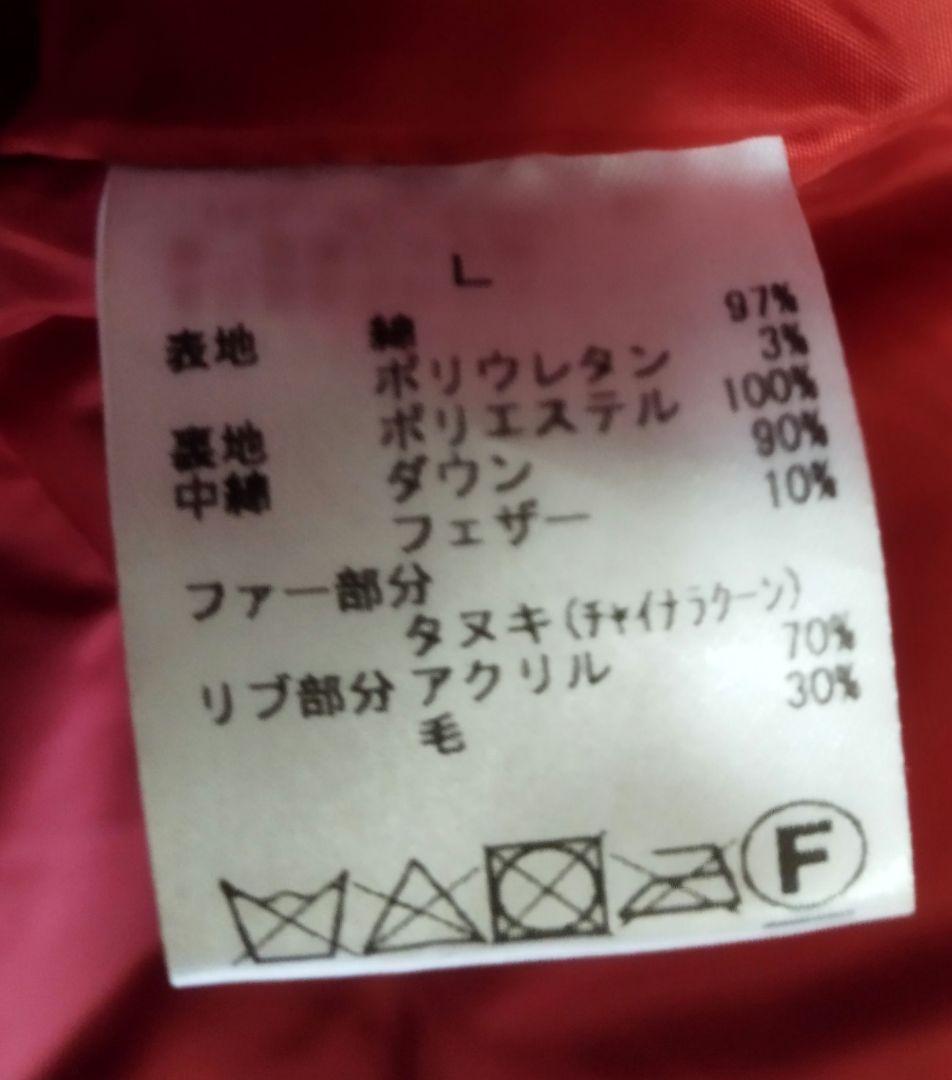 L
表地 綿 97%
ポリウレタン 3%
裏地 ポリエステル 100%
中綿 ダウン 90%
フェザー 10%
ファー部分
タヌキ(チャイナラクーン)
リブ部分 アクリル 70%
毛 30%
F